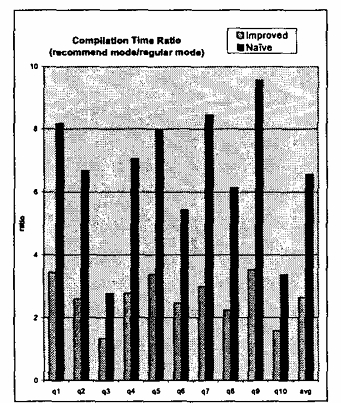 Compilation Time Ratio
(recommend mode/regular mode)
Improved
Naïve
10
8
6
4
2
0
ratio
q1 q2 q3 q4 q5 q6 q7 q8 q9 q10 avg